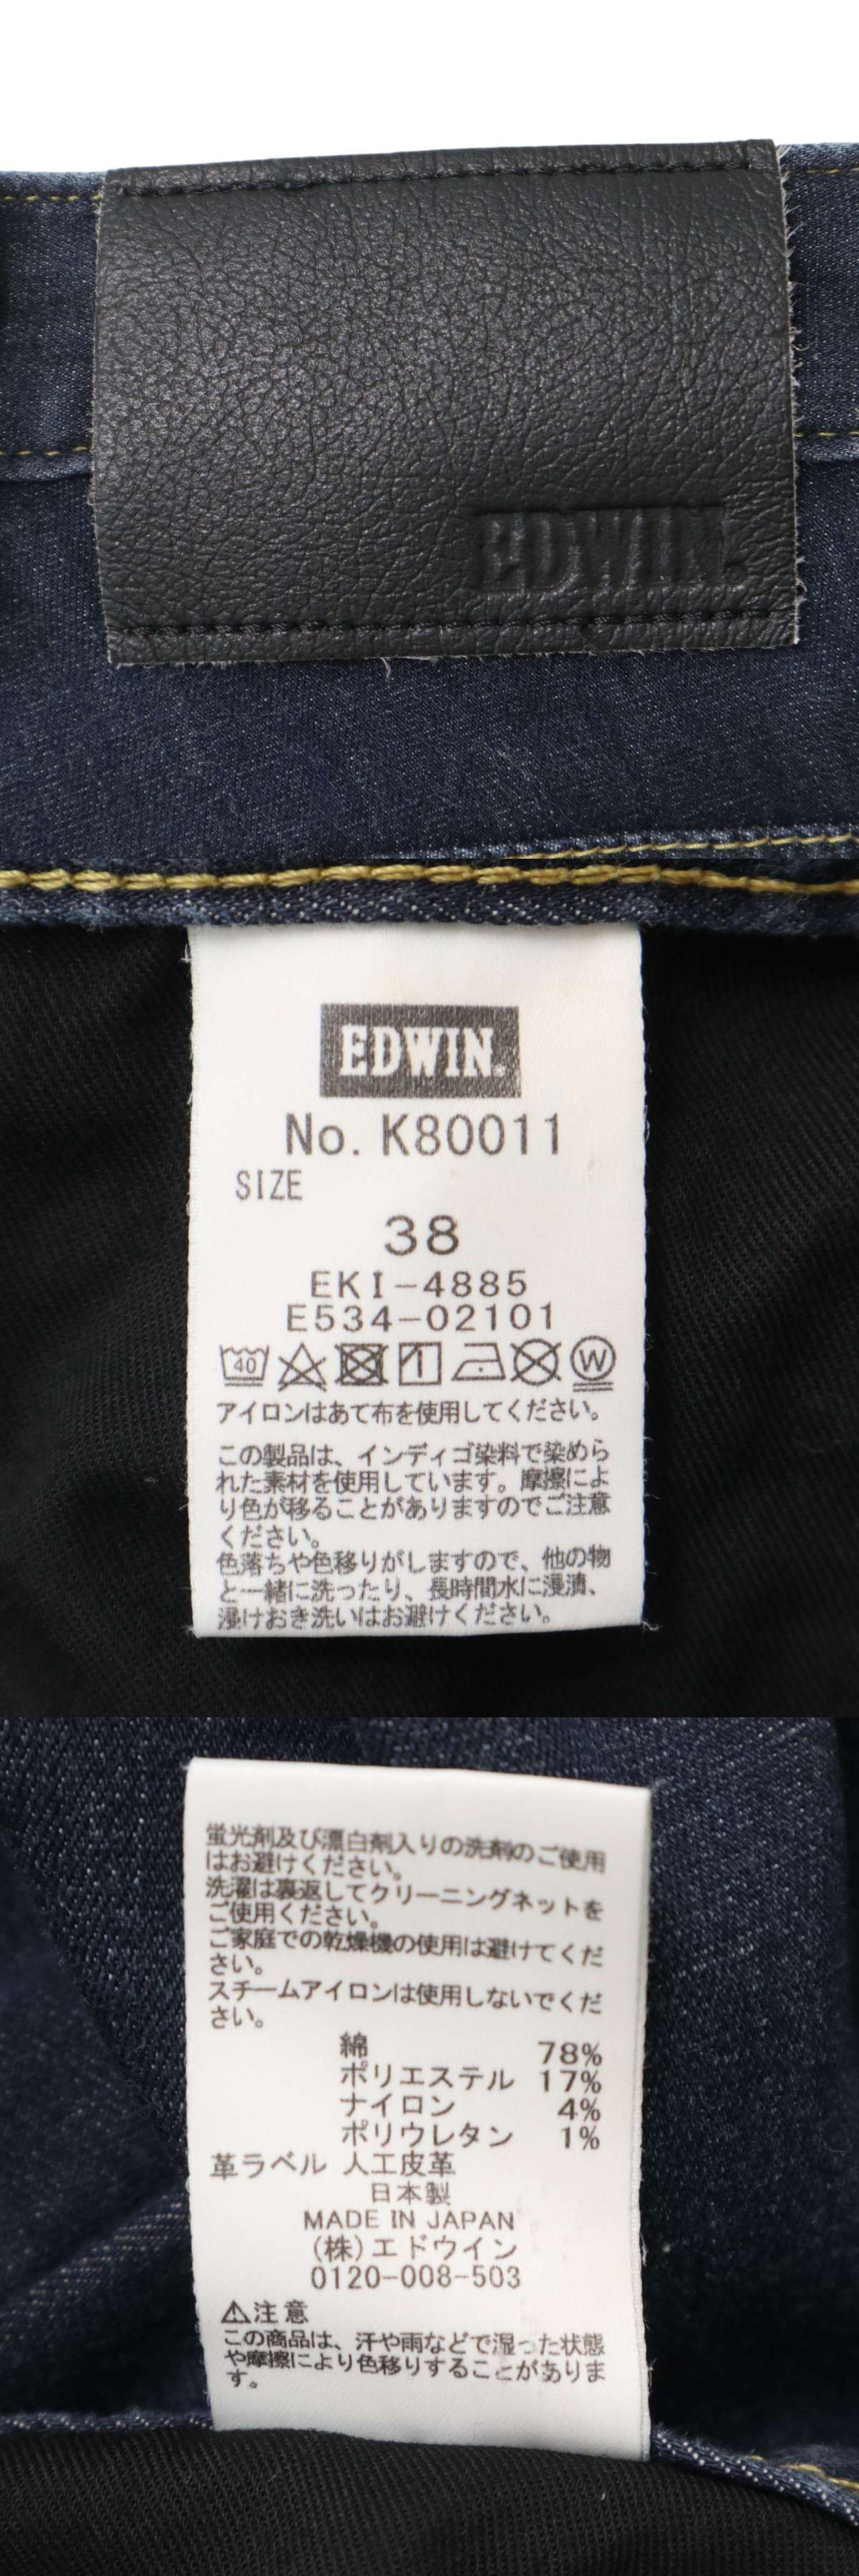 EDWIN.
EDWIN.
No. K80011
SIZE
38
EKI-4885
E534-02101
40
W
アイロンはあて布を使用してください。
この製品は、インディゴ染料で染めら
れた素材を使用しています。摩擦によ
り色が移ることがありますのでご注意
ください。
色落ちや色移りがしますので、他の物
と一緒に洗ったり、長時間水に浸漬、
浸けおき洗いはお避けください。
蛍光剤及び漂白剤入りの洗剤のご使用
はお避けください。
洗濯は裏返してクリーニングネットを
ご使用ください。
ご家庭での乾燥機の使用は避けてくだ
さい。
スチームアイロンは使用しないでくだ
さい。
綿 78%
ポリエステル 17%
ナイロン 4%
ポリウレタン 1%
革ラベル 人工皮革
日本製
MADE IN JAPAN
(株)エドウイン
0120-008-503
⚠注意
この商品は、汗や雨などで湿った状態
や摩擦により色移りすることがありま
す。